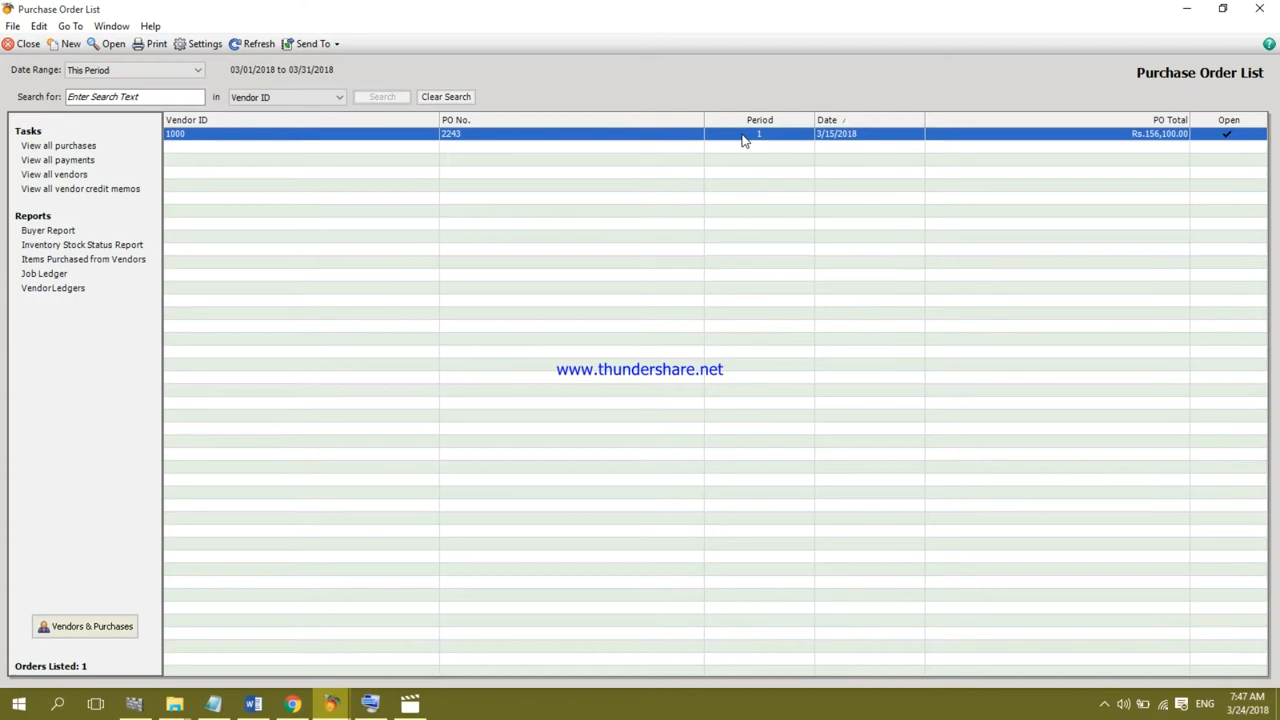 Purchase Order List
File Edit Go To Window Help
Close New Open Print Settings Refresh Send To
Date Range: This Period 03/01/2018 to 03/31/2018
Purchase Order List
Search for: Enter Search Text in Vendor ID Search Clear Search
Vendor ID PO No. Period Date PO Total Open
1000 2243 1 3/15/2018 Rs.156,100.00
Tasks
View all purchases
View all payments
View all vendors
View all vendor credit memos
Reports
Buyer Report
Inventory Stock Status Report
Items Purchased from Vendors
Job Ledger
Vendor Ledgers
www.thundershare.net
Vendors & Purchases
Orders Listed: 1
ENG
7:47 AM
3/24/2018